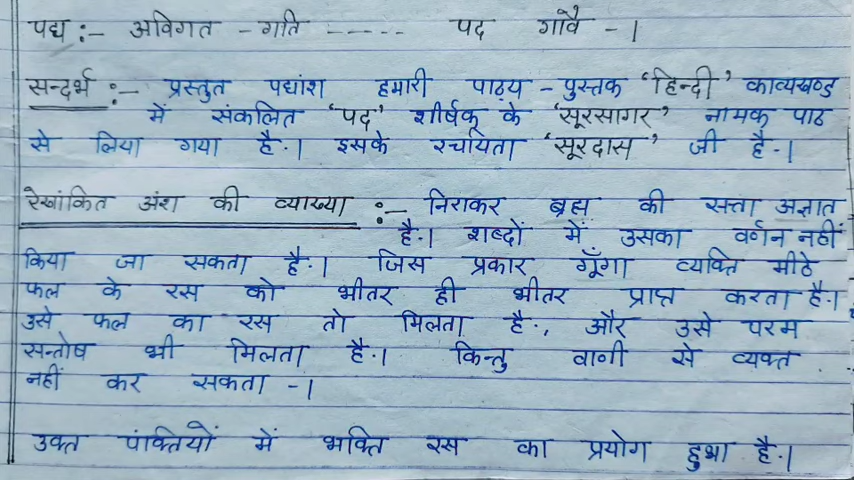 पद्य :- अविगत - गति ----- पद गावै - ।
सन्दर्भ :- प्रस्तुत पद्यांश हमारी पाठ्य - पुस्तक 'हिन्दी' काव्यखण्ड
में संकलित 'पद' शीर्षक के 'सूरसागर' नामक पाठ
से लिया गया है । इसके रचयिता 'सूरदास' जी है ।
रेखांकित अंश की व्याख्या :- निराकर ब्रह्म की सत्ता अज्ञात
है । शब्दों में उसका वर्णन नहीं
किया जा सकता है । जिस प्रकार गूँगा व्यक्ति मीठे
फल के रस को भीतर ही भीतर प्राप्त करता है ।
उसे फल का रस तो मिलता है , और उसे परम
सन्तोष भी मिलता है । किन्तु वाणी से व्यक्त
नहीं कर सकता - ।
उक्त पंक्तियों में भक्ति रस का प्रयोग हुआ है ।